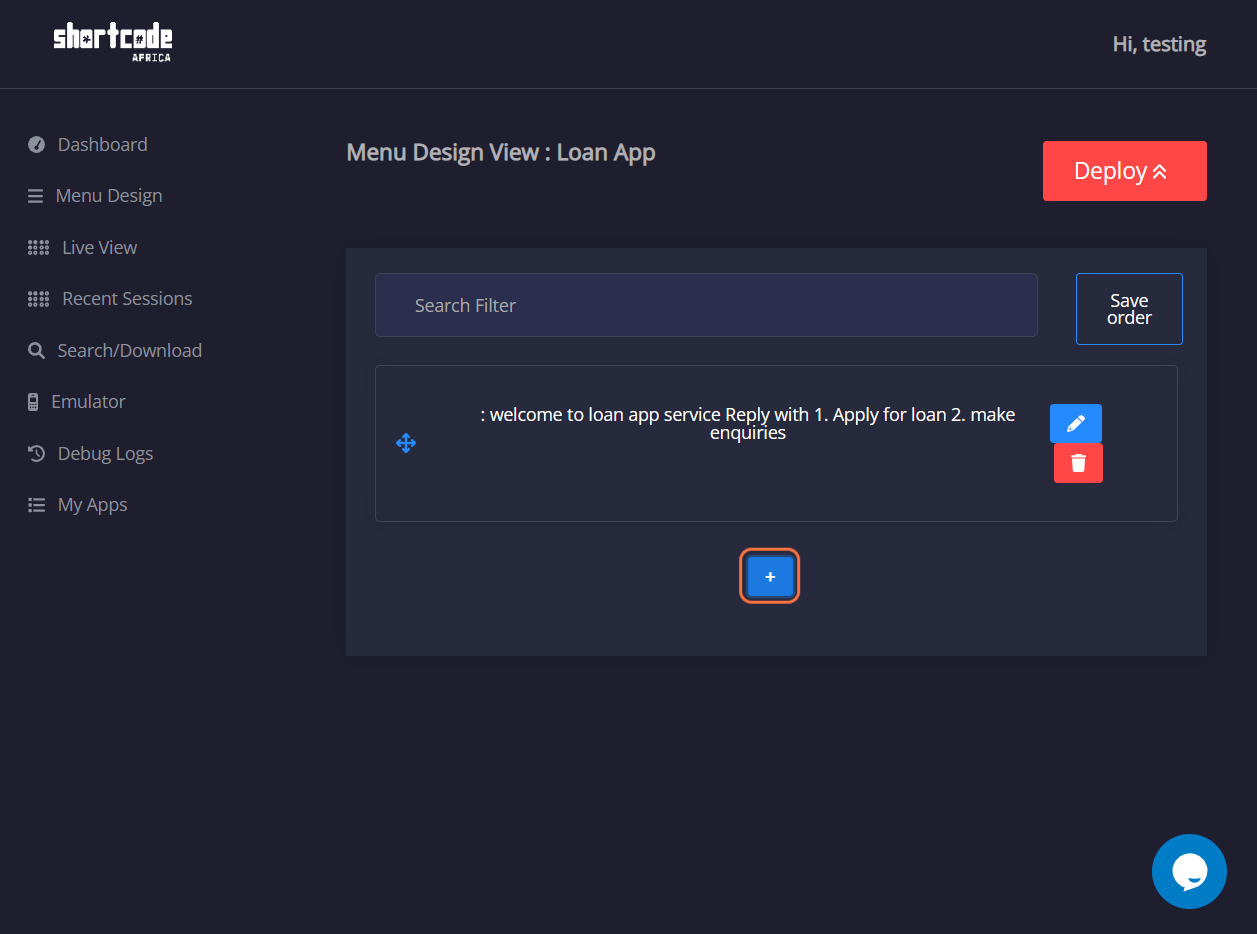 shortcode
AFRICA
Hi, testing
Dashboard
Menu Design
Live View
Recent Sessions
Search/Download
Emulator
Debug Logs
My Apps
Menu Design View : Loan App
Deploy
Search Filter
Save
order
: welcome to loan app service Reply with 1. Apply for loan 2. make
enquiries
+